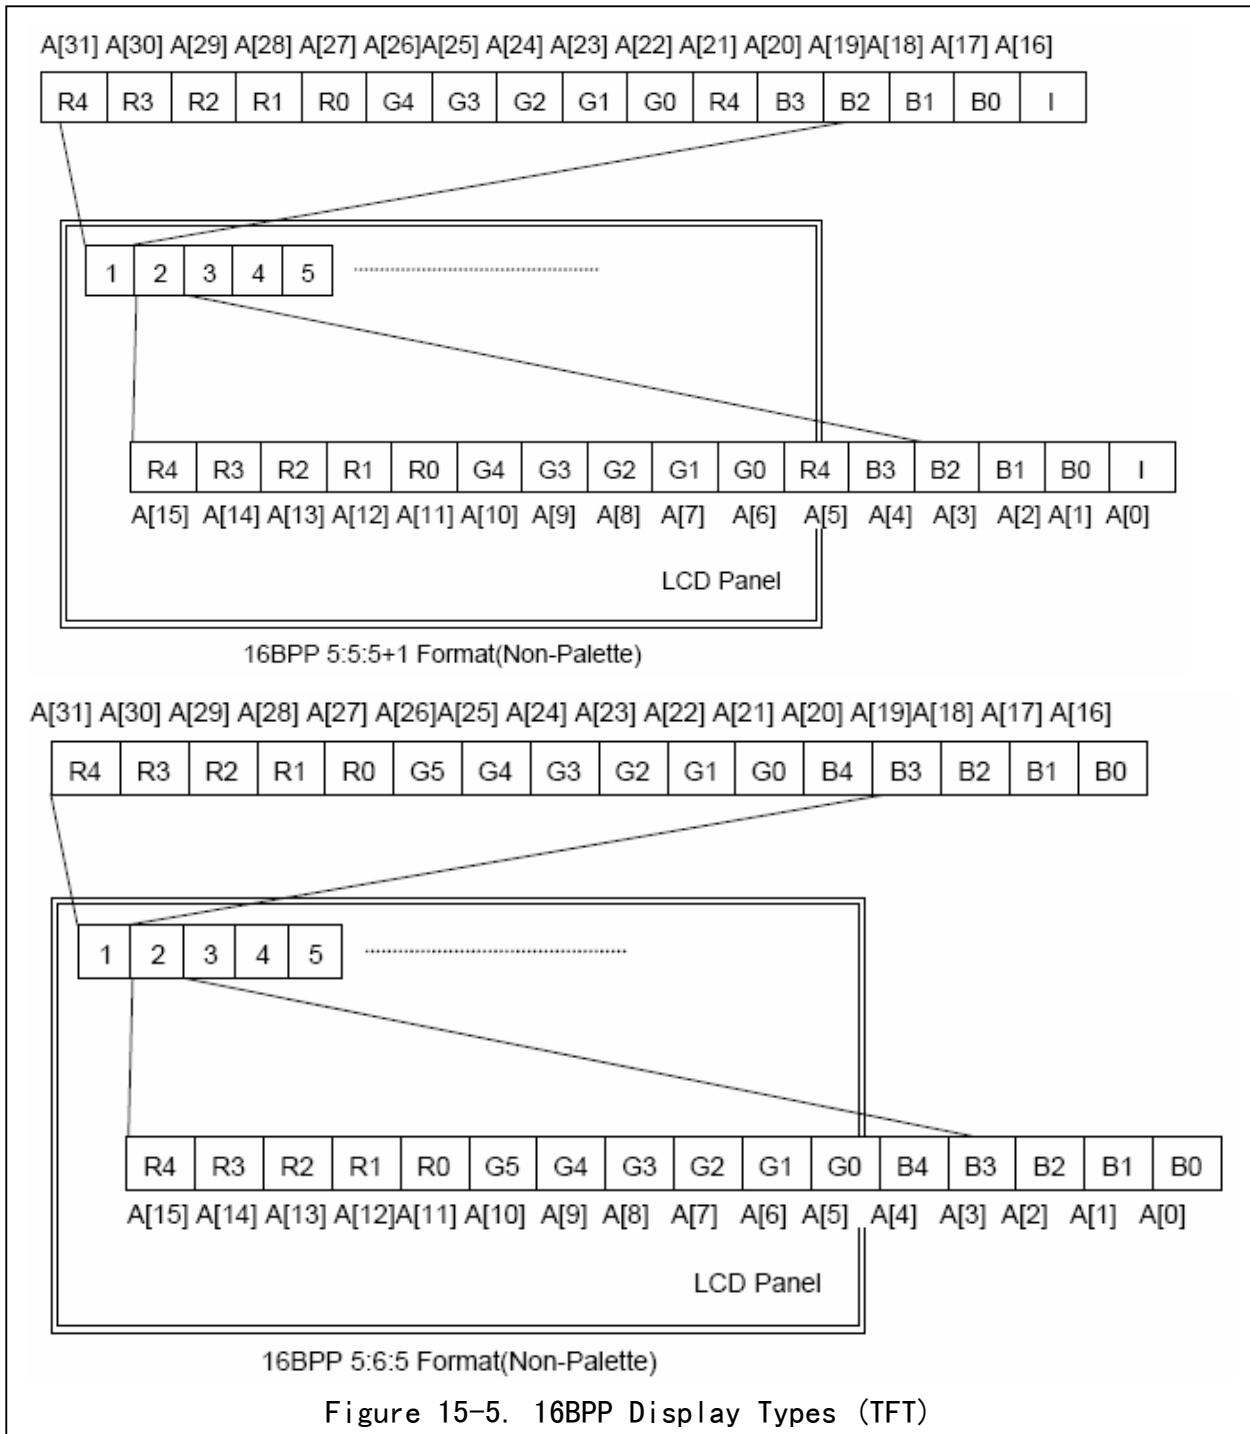 A[31] A[30] A[29] A[28] A[27] A[26]A[25] A[24] A[23] A[22] A[21] A[20] A[19]A[18] A[17] A[16]
R4 R3 R2 R1 R0 G4 G3 G2 G1 G0 R4 B3 B2 B1 B0 I
1 2 3 4 5
R4 R3 R2 R1 R0 G4 G3 G2 G1 G0 R4 B3 B2 B1 B0 I
A[15] A[14] A[13] A[12] A[11] A[10] A[9] A[8] A[7] A[6] A[5] A[4] A[3] A[2] A[1] A[0]
LCD Panel
16BPP 5:5:5+1 Format(Non-Palette)
A[31] A[30] A[29] A[28] A[27] A[26]A[25] A[24] A[23] A[22] A[21] A[20] A[19]A[18] A[17] A[16]
R4 R3 R2 R1 R0 G5 G4 G3 G2 G1 G0 B4 B3 B2 B1 B0
1 2 3 4 5
R4 R3 R2 R1 R0 G5 G4 G3 G2 G1 G0 B4 B3 B2 B1 B0
A[15] A[14] A[13] A[12]A[11] A[10] A[9] A[8] A[7] A[6] A[5] A[4] A[3] A[2] A[1] A[0]
LCD Panel
16BPP 5:6:5 Format(Non-Palette)
Figure 15-5. 16BPP Display Types (TFT)